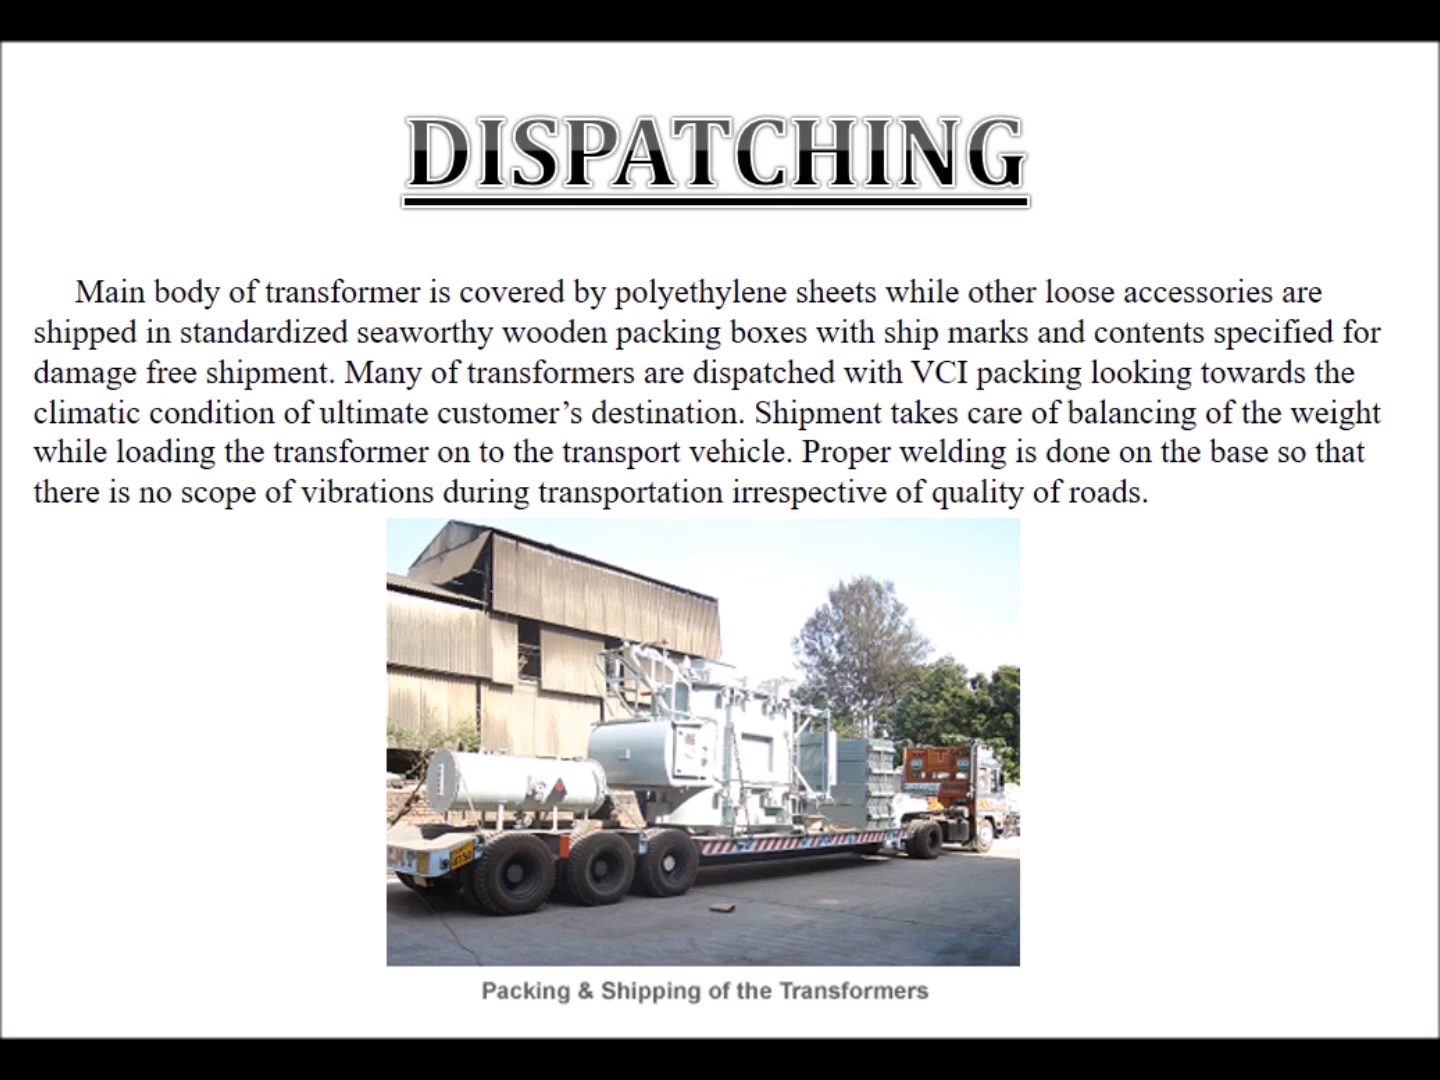 DISPATCHING
Main body of transformer is covered by polyethylene sheets while other loose accessories are
shipped in standardized seaworthy wooden packing boxes with ship marks and contents specified for
damage free shipment. Many of transformers are dispatched with VCI packing looking towards the
climatic condition of ultimate customer’s destination. Shipment takes care of balancing of the weight
while loading the transformer on to the transport vehicle. Proper welding is done on the base so that
there is no scope of vibrations during transportation irrespective of quality of roads.
Packing & Shipping of the Transformers